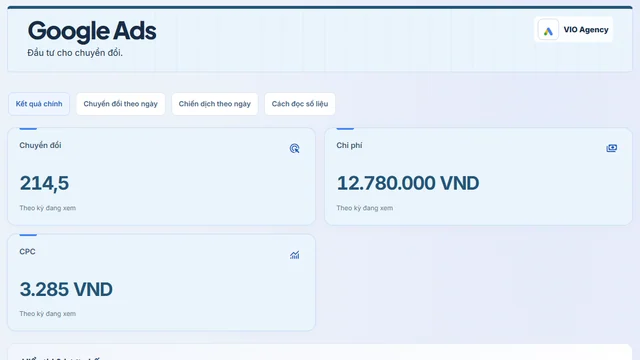 Google Ads
Đầu tư cho chuyển đổi.
VIO Agency
Kết quả chính
Chuyển đổi theo ngày
Chiến dịch theo ngày
Cách đọc số liệu
Chuyển đổi
214,5
Theo kỳ đang xem
Chi phí
12.780.000 VND
Theo kỳ đang xem
CPC
3.285 VND
Theo kỳ đang xem